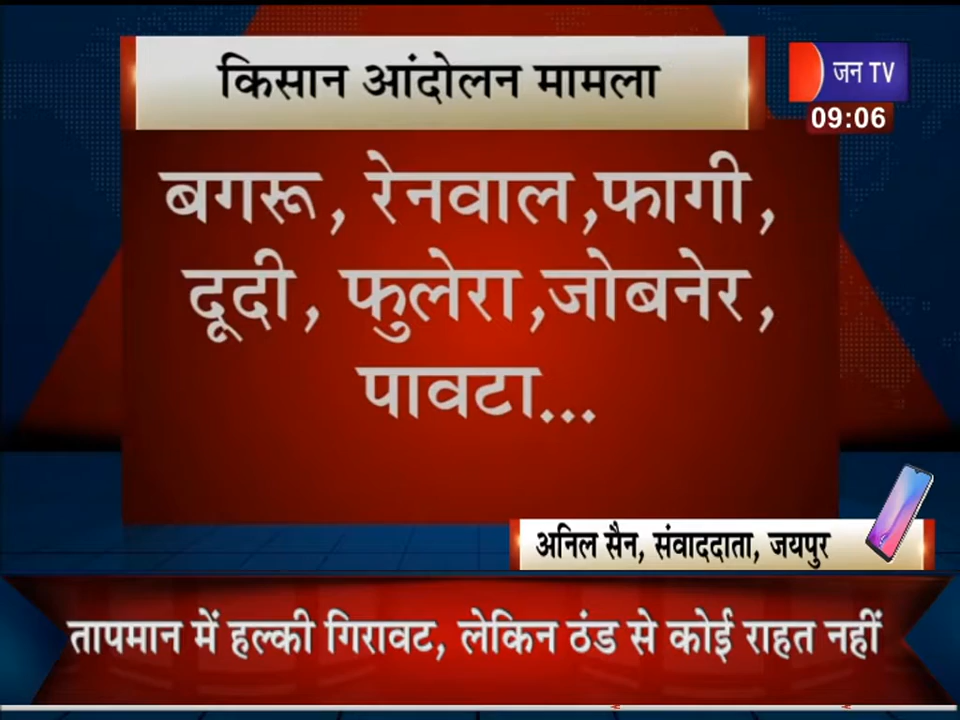 किसान आंदोलन मामला
जन TV
09:06
बगरू, रेनवाल,फागी,
दूदी, फुलेरा,जोबनेर,
पावटा...
अनिल सैन, संवाददाता, जयपुर
तापमान में हल्की गिरावट, लेकिन ठंड से कोई राहत नहीं